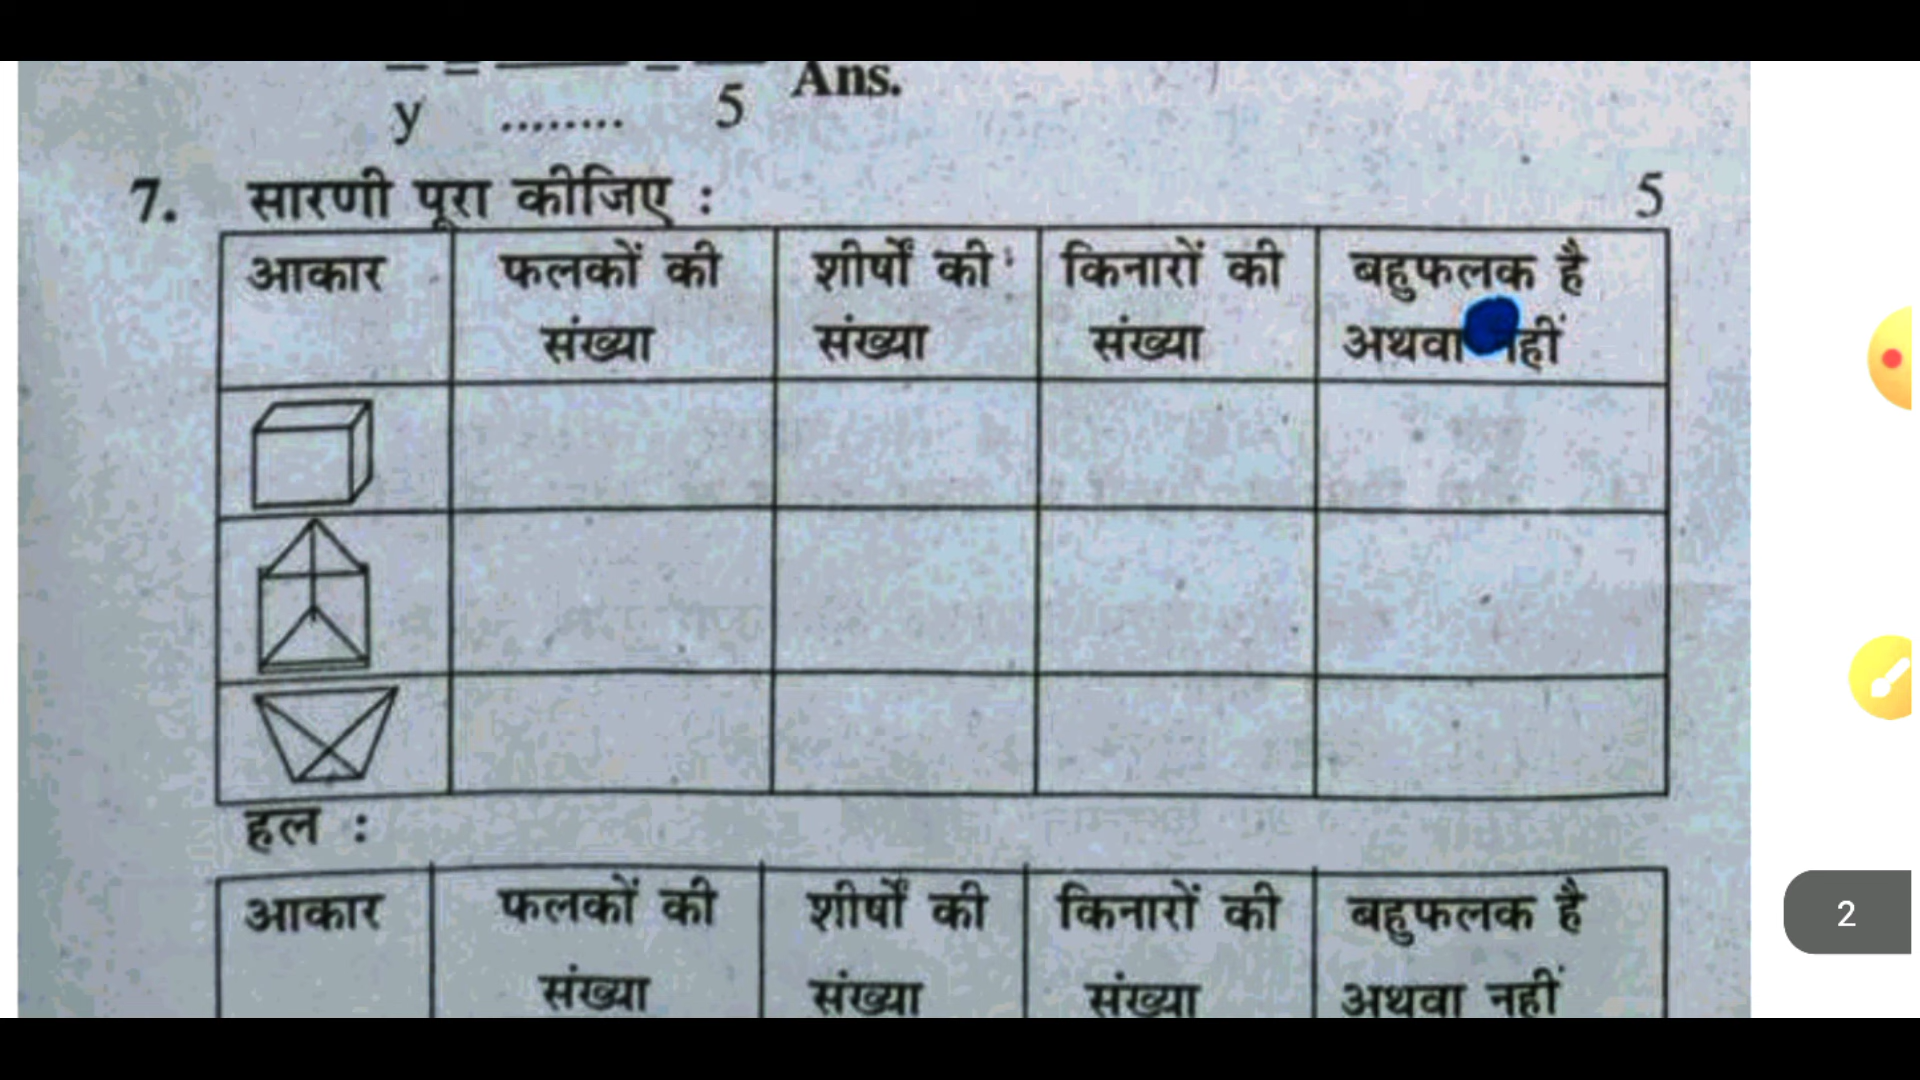 y ........ 5 Ans.
7. सारणी पूरा कीजिए : 5
आकार फलकों की शीर्षों की किनारों की बहुफलक है
संख्या संख्या संख्या अथवा नहीं
हल :
आकार फलकों की शीर्षों की किनारों की बहुफलक है
संख्या संख्या संख्या अथवा नहीं
2